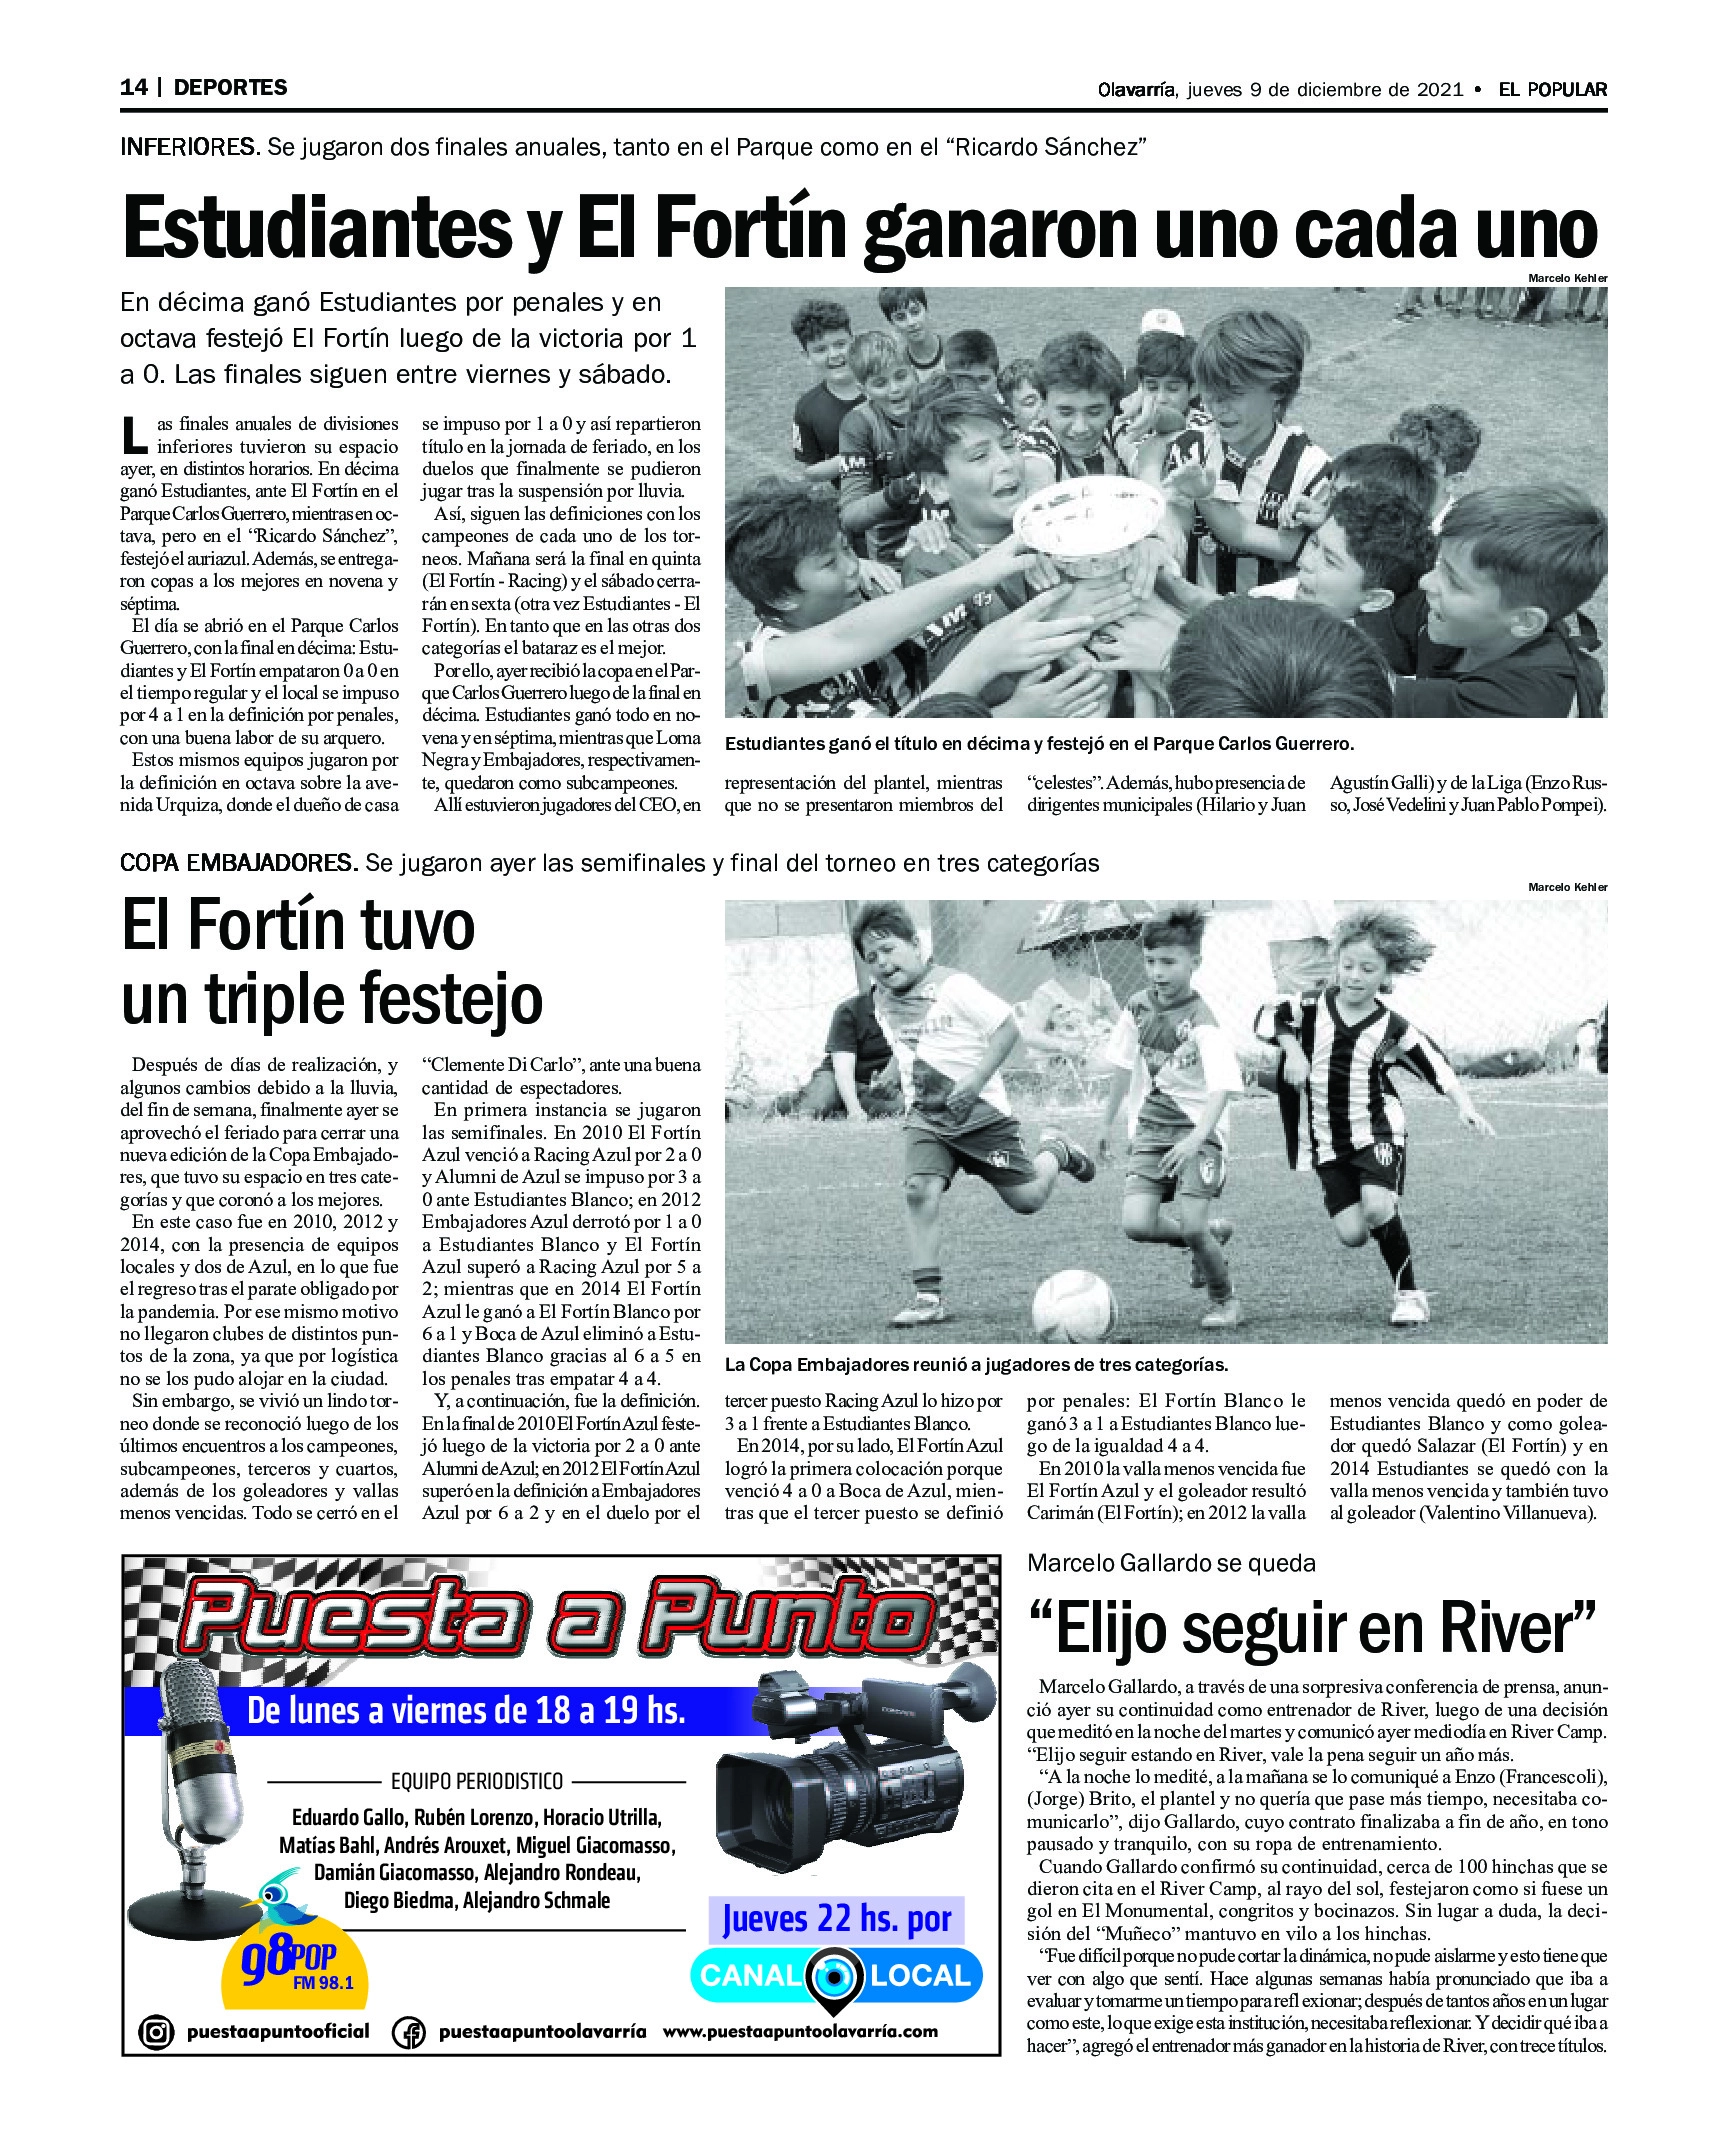 14 | DEPORTES
Olavarría, jueves 9 de diciembre de 2021 • EL POPULAR
INFERIORES. Se jugaron dos finales anuales, tanto en el Parque como en el “Ricardo Sánchez”
Estudiantes y El Fortín ganaron uno cada uno
Marcelo Kehler
En décima ganó Estudiantes por penales y en
octava festejó El Fortín luego de la victoria por 1
a 0. Las finales siguen entre viernes y sábado.
Las finales anuales de divisiones
inferiores tuvieron su espacio
ayer, en distintos horarios. En décima
ganó Estudiantes, ante El Fortín en el
Parque Carlos Guerrero, mientras en oc-
tava, pero en el “Ricardo Sánchez”,
festejó el auriazul. Además, se entrega-
ron copas a los mejores en novena y
séptima.
El día se abrió en el Parque Carlos
Guerrero, con la final en décima: Estu-
diantes y El Fortín empataron 0 a 0 en
el tiempo regular y el local se impuso
por 4 a 1 en la definición por penales,
con una buena labor de su arquero.
Estos mismos equipos jugaron por
la definición en octava sobre la ave-
nida Urquiza, donde el dueño de casa
se impuso por 1 a 0 y así repartieron
título en la jornada de feriado, en los
duelos que finalmente se pudieron
jugar tras la suspensión por lluvia.
Así, siguen las definiciones con los
campeones de cada uno de los tor-
neos. Mañana será la final en quinta
(El Fortín - Racing) y el sábado cerra-
rán en sexta (otra vez Estudiantes - El
Fortín). En tanto que en las otras dos
categorías el bataraz es el mejor.
Por ello, ayer recibió la copa en el Par-
que Carlos Guerrero luego de la final en
décima. Estudiantes ganó todo en no-
vena y en séptima, mientras que Loma
Negra y Embajadores, respectivamen-
te, quedaron como subcampeones.
Allí estuvieron jugadores del CEO, en
Estudiantes ganó el título en décima y festejó en el Parque Carlos Guerrero.
representación del plantel, mientras
que no se presentaron miembros del
“celestes”. Además, hubo presencia de
dirigentes municipales (Hilario y Juan
Agustín Galli) y de la Liga (Enzo Rus-
so, José Vedelini y Juan Pablo Pompei).
COPA EMBAJADORES. Se jugaron ayer las semifinales y final del torneo en tres categorías
Marcelo Kehler
El Fortín tuvo
un triple festejo
Después de días de realización, y
algunos cambios debido a la lluvia,
del fin de semana, finalmente ayer se
aprovechó el feriado para cerrar una
nueva edición de la Copa Embajado-
res, que tuvo su espacio en tres cate-
gorías y que coronó a los mejores.
En este caso fue en 2010, 2012 y
2014, con la presencia de equipos
locales y dos de Azul, en lo que fue
el regreso tras el parate obligado por
la pandemia. Por ese mismo motivo
no llegaron clubes de distintos pun-
tos de la zona, ya que por logística
no se los pudo alojar en la ciudad.
Sin embargo, se vivió un lindo tor-
neo donde se reconoció luego de los
últimos encuentros a los campeones,
subcampeones, terceros y cuartos,
además de los goleadores y vallas
menos vencidas. Todo se cerró en el
“Clemente Di Carlo”, ante una buena
cantidad de espectadores.
En primera instancia se jugaron
las semifinales. En 2010 El Fortín
Azul venció a Racing Azul por 2 a 0
y Alumni de Azul se impuso por 3 a
0 ante Estudiantes Blanco; en 2012
Embajadores Azul derrotó por 1 a 0
a Estudiantes Blanco y El Fortín
Azul superó a Racing Azul por 5 a
2; mientras que en 2014 El Fortín
Azul le ganó a El Fortín Blanco por
6 a 1 y Boca de Azul eliminó a Estu-
diantes Blanco gracias al 6 a 5 en
los penales tras empatar 4 a 4.
Y, a continuación, fue la definición.
En la final de 2010 El Fortín Azul feste-
jó luego de la victoria por 2 a 0 ante
Alumni de Azul; en 2012 El Fortín Azul
superó en la definición a Embajadores
Azul por 6 a 2 y en el duelo por el
La Copa Embajadores reunió a jugadores de tres categorías.
tercer puesto Racing Azul lo hizo por
3 a 1 frente a Estudiantes Blanco.
En 2014, por su lado, El Fortín Azul
logró la primera colocación porque
venció 4 a 0 a Boca de Azul, mien-
tras que el tercer puesto se definió
por penales: El Fortín Blanco le
ganó 3 a 1 a Estudiantes Blanco lue-
go de la igualdad 4 a 4.
En 2010 la valla menos vencida fue
El Fortín Azul y el goleador resultó
Carimán (El Fortín); en 2012 la valla
menos vencida quedó en poder de
Estudiantes Blanco y como golea-
dor quedó Salazar (El Fortín) y en
2014 Estudiantes se quedó con la
valla menos vencida y también tuvo
al goleador (Valentino Villanueva).
Puesta a Punto
De lunes a viernes de 18 a 19 hs.
EQUIPO PERIODISTICO
Eduardo Gallo, Rubén Lorenzo, Horacio Utrilla,
Matías Bahl, Andrés Arouxet, Miguel Giacomasso,
Damián Giacomasso, Alejandro Rondeau,
Diego Biedma, Alejandro Schmale
98POP
FM 98.1
Jueves 22 hs. por
CANAL LOCAL
puestaapuntooficial puestaapuntoolavarría www.puestaapuntoolavarría.com
Marcelo Gallardo se queda
“Elijo seguir en River”
Marcelo Gallardo, a través de una sorpresiva conferencia de prensa, anun-
ció ayer su continuidad como entrenador de River, luego de una decisión
que meditó en la noche del martes y comunicó ayer mediodía en River Camp.
“Elijo seguir estando en River, vale la pena seguir un año más.
“A la noche lo medité, a la mañana se lo comuniqué a Enzo (Francescoli),
(Jorge) Brito, el plantel y no quería que pase más tiempo, necesitaba co-
municarlo”, dijo Gallardo, cuyo contrato finalizaba a fin de año, en tono
pausado y tranquilo, con su ropa de entrenamiento.
Cuando Gallardo confirmó su continuidad, cerca de 100 hinchas que se
dieron cita en el River Camp, al rayo del sol, festejaron como si fuese un
gol en El Monumental, congritos y bocinazos. Sin lugar a duda, la deci-
sión del “Muñeco” mantuvo en vilo a los hinchas.
“Fue difícil porque no pude cortar la dinámica, no pude aislarme y esto tiene que
ver con algo que sentí. Hace algunas semanas había pronunciado que iba a
evaluar y tomarme un tiempo para refl exionar; después de tantos años en un lugar
como este, lo que exige esta institución, necesitaba reflexionar. Y decidir qué iba a
hacer”, agregó el entrenador más ganador en la historia de River, con trece títulos.